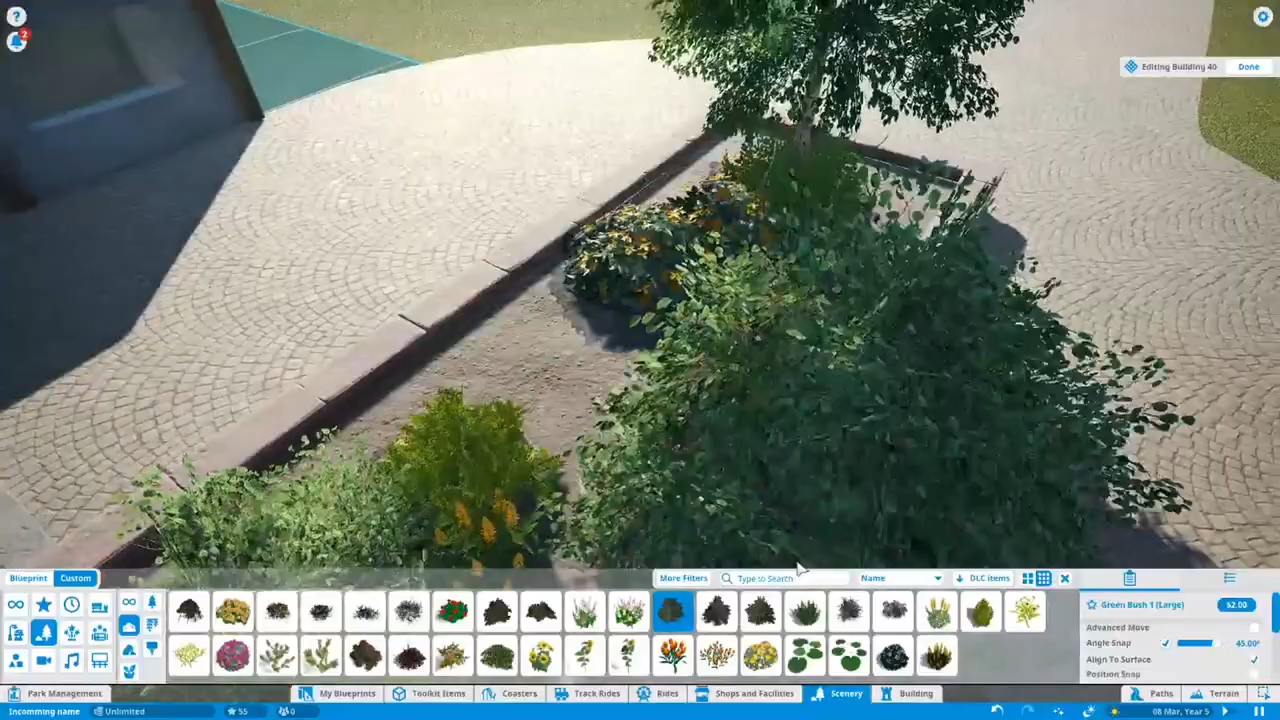 ?
2
Editing Building 40 Done
Blueprint Custom More Filters Type to Search Name DLC items
Green Bush 1 (Large) $2.00
Advanced Move
Angle Snap 45.00°
Align To Surface
Position Snap
Park Management My Blueprints Toolkit Items Coasters Track Rides Rides Shops and Facilities Scenery Building Paths Terrain
Incoming name Unlimited 55 0 08 Mar, Year 5